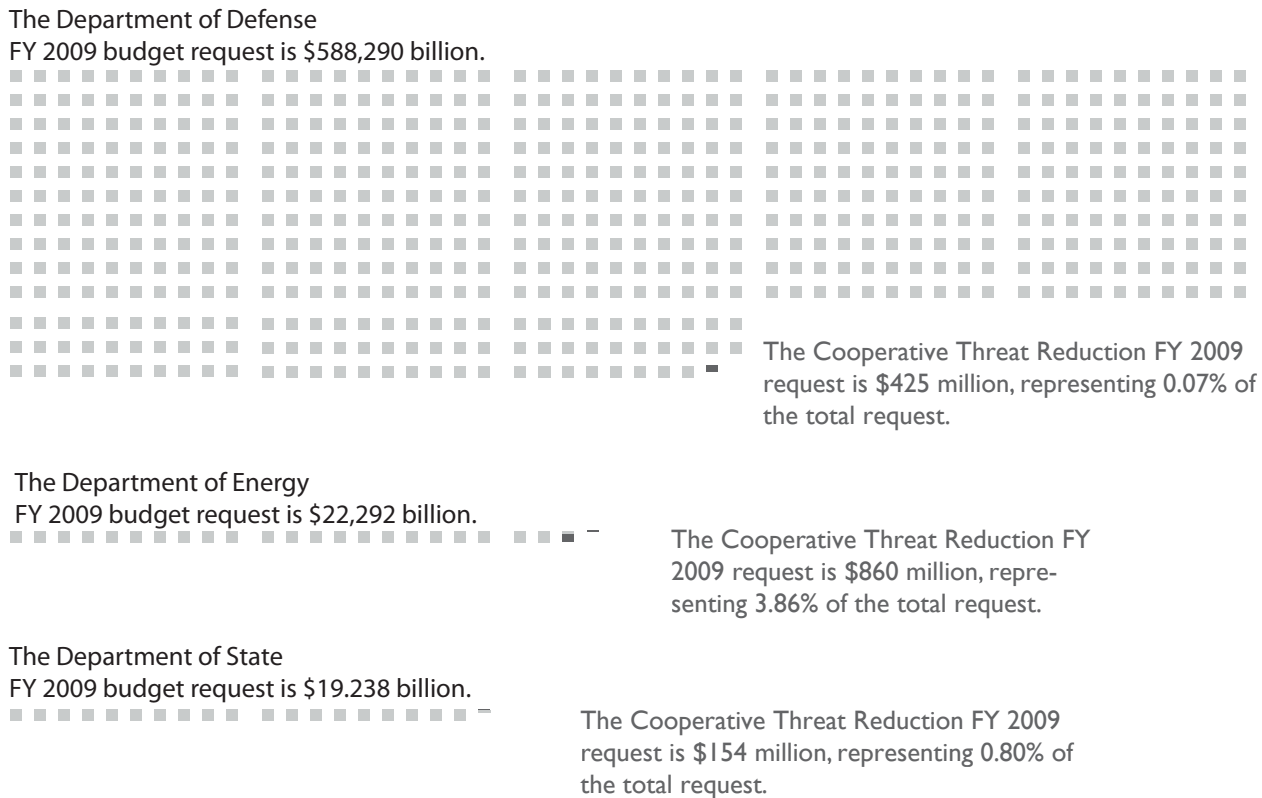 The Department of Defense
FY 2009 budget request is $588,290 billion.
The Cooperative Threat Reduction FY 2009
request is $425 million, representing 0.07% of
the total request.
The Department of Energy
FY 2009 budget request is $22,292 billion.
The Cooperative Threat Reduction FY
2009 request is $860 million, repre-
senting 3.86% of the total request.
The Department of State
FY 2009 budget request is $19.238 billion.
The Cooperative Threat Reduction FY 2009
request is $154 million, representing 0.80% of
the total request.